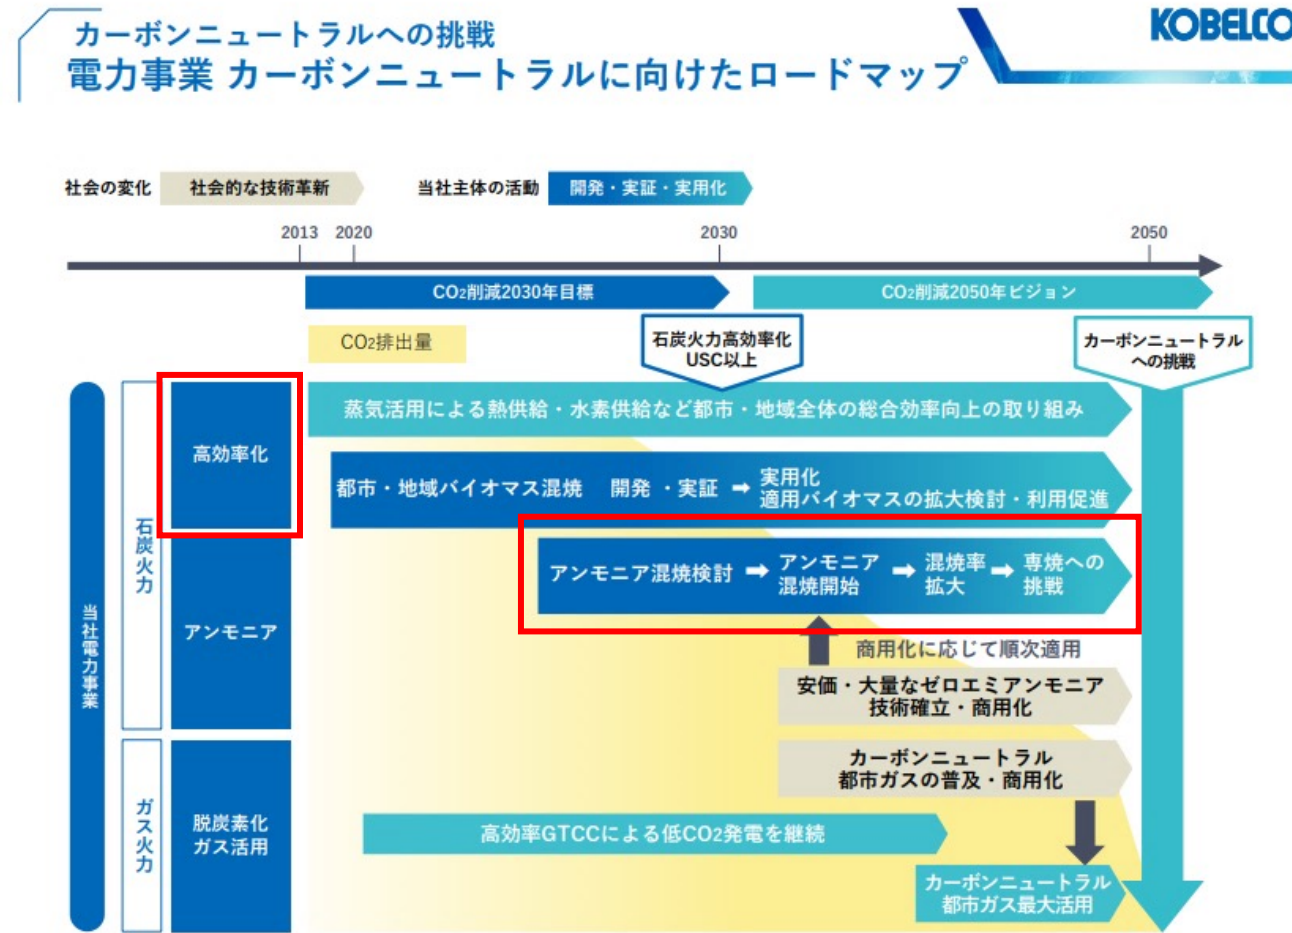 カーボンニュートラルへの挑戦
電力事業 カーボンニュートラルに向けたロードマップ
KOBELCO
社会の変化
社会的な技術革新
当社主体の活動
開発・実証・実用化
2013
2020
2030
2050
CO2削減2030年目標
CO2削減2050年ビジョン
CO2排出量
石炭火力高効率化
USC以上
カーボンニュートラル
への挑戦
当社電力事業
石炭火力
高効率化
蒸気活用による熱供給・水素供給など都市・地域全体の総合効率向上の取り組み
都市・地域バイオマス混焼 開発・実証 ➡ 実用化
適用バイオマスの拡大検討・利用促進
アンモニア
アンモニア混焼検討 ➡ アンモニア
混焼開始
➡ 混焼率
拡大
➡ 専焼への
挑戦
商用化に応じて順次適用
安価・大量なゼロエミアンモニア
技術確立・商用化
ガス火力
脱炭素化
ガス活用
カーボンニュートラル
都市ガスの普及・商用化
高効率GTCCによる低CO2発電を継続
カーボンニュートラル
都市ガス最大活用